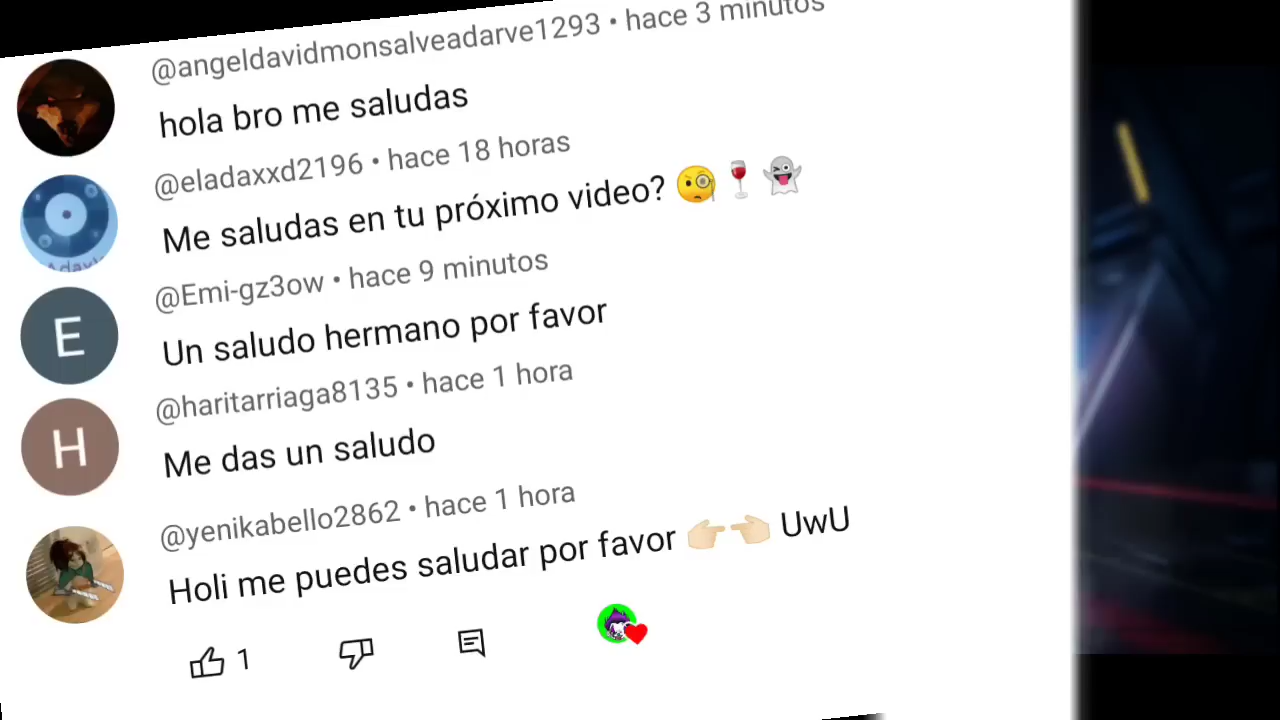 @angeldavidmonsalveadarve1293 • hace 3 minutos
hola bro me saludas
@eladaxxd2196 • hace 18 horas
Me saludas en tu próximo video? 🧐🍷👻
@Emi-gz3ow • hace 9 minutos
E
Un saludo hermano por favor
@haritarriaga8135 • hace 1 hora
H
Me das un saludo
@yenikabello2862 • hace 1 hora
Holi me puedes saludar por favor 👉🏻👈🏻 UwU
1